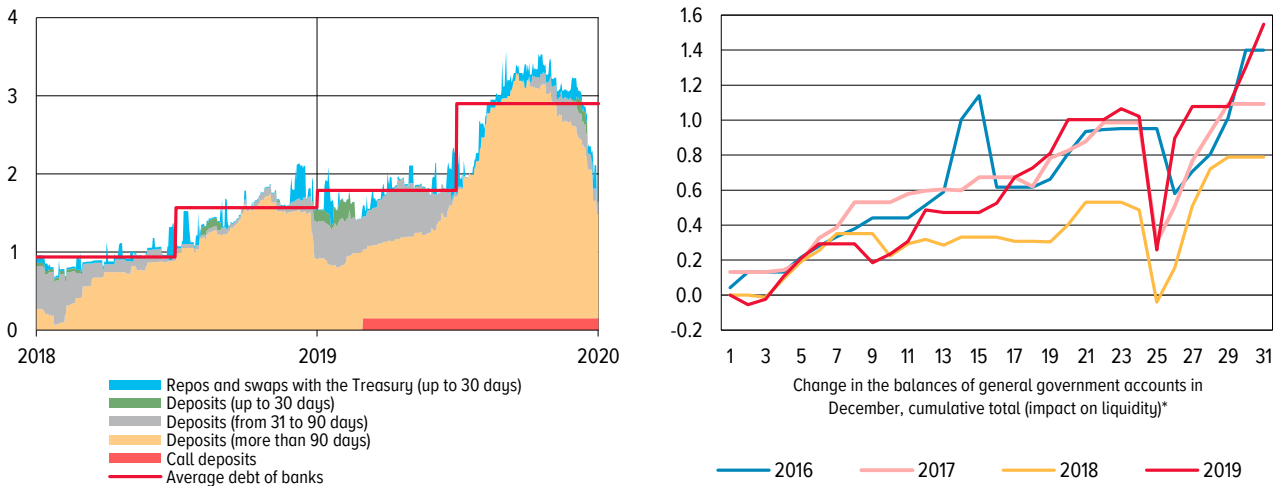 4
3
2
1
0
2018 2019 2020
Repos and swaps with the Treasury (up to 30 days)
Deposits (up to 30 days)
Deposits (from 31 to 90 days)
Deposits (more than 90 days)
Call deposits
Average debt of banks
1.6
1.4
1.2
1.0
0.8
0.6
0.4
0.2
0.0
-0.2
1 3 5 7 9 11 13 15 17 19 21 23 25 27 29 31
Change in the balances of general government accounts in
December, cumulative total (impact on liquidity)*
2016 2017 2018 2019